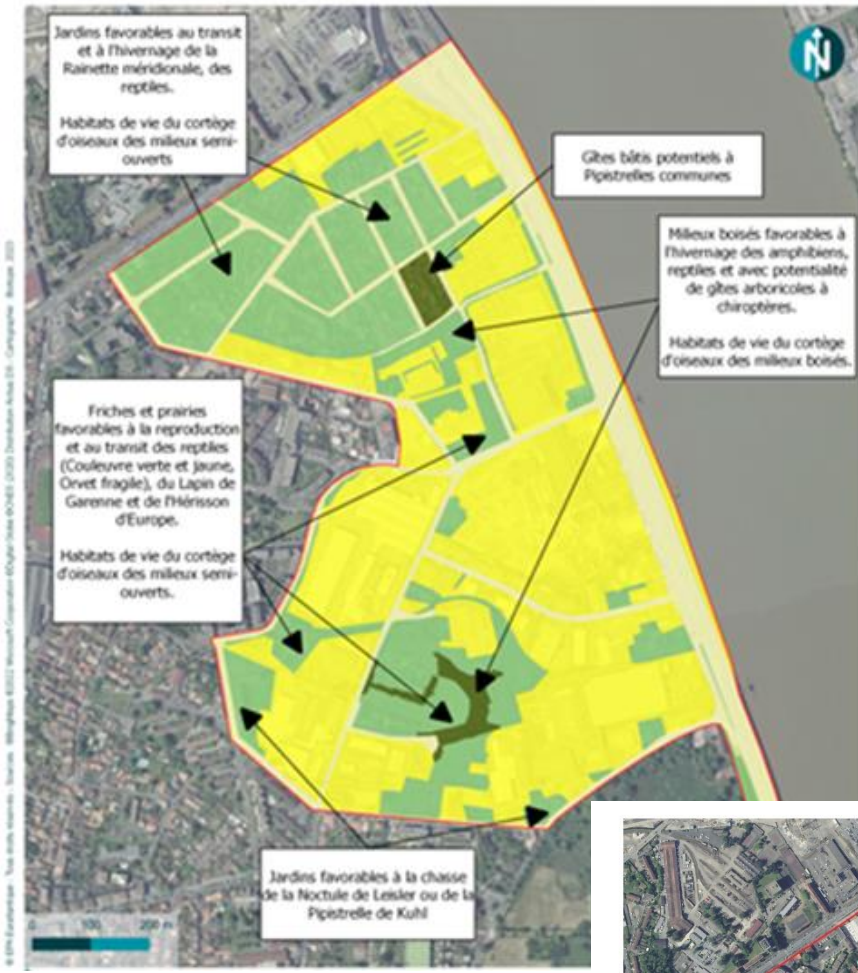 Jardins favorables au transit
et à l'hivernage de la
Rainette méridionale, des
reptiles.
Habitats de vie du cortège
d'oiseaux des milieux semi-
ouverts
N
Gîtes bâtis potentiels à
Pipistrelles communes
Milieux boisés favorables à
l'hivernage des amphibiens,
reptiles et avec potentialité
de gîtes arboricoles à
chiroptères.
Habitats de vie du cortège
d'oiseaux des milieux boisés.
Friches et prairies
favorables à la reproduction
et au transit des reptiles
(Couleuvre verte et jaune,
Orvet fragile), du Lapin de
Garenne et de l'Hérisson
d'Europe.
Habitats de vie du cortège
d'oiseaux des milieux semi-
ouverts.
Jardins favorables à la chasse
de la Noctule de Leisler ou de la
Pipistrelle de Kuhl
0 100 200 m